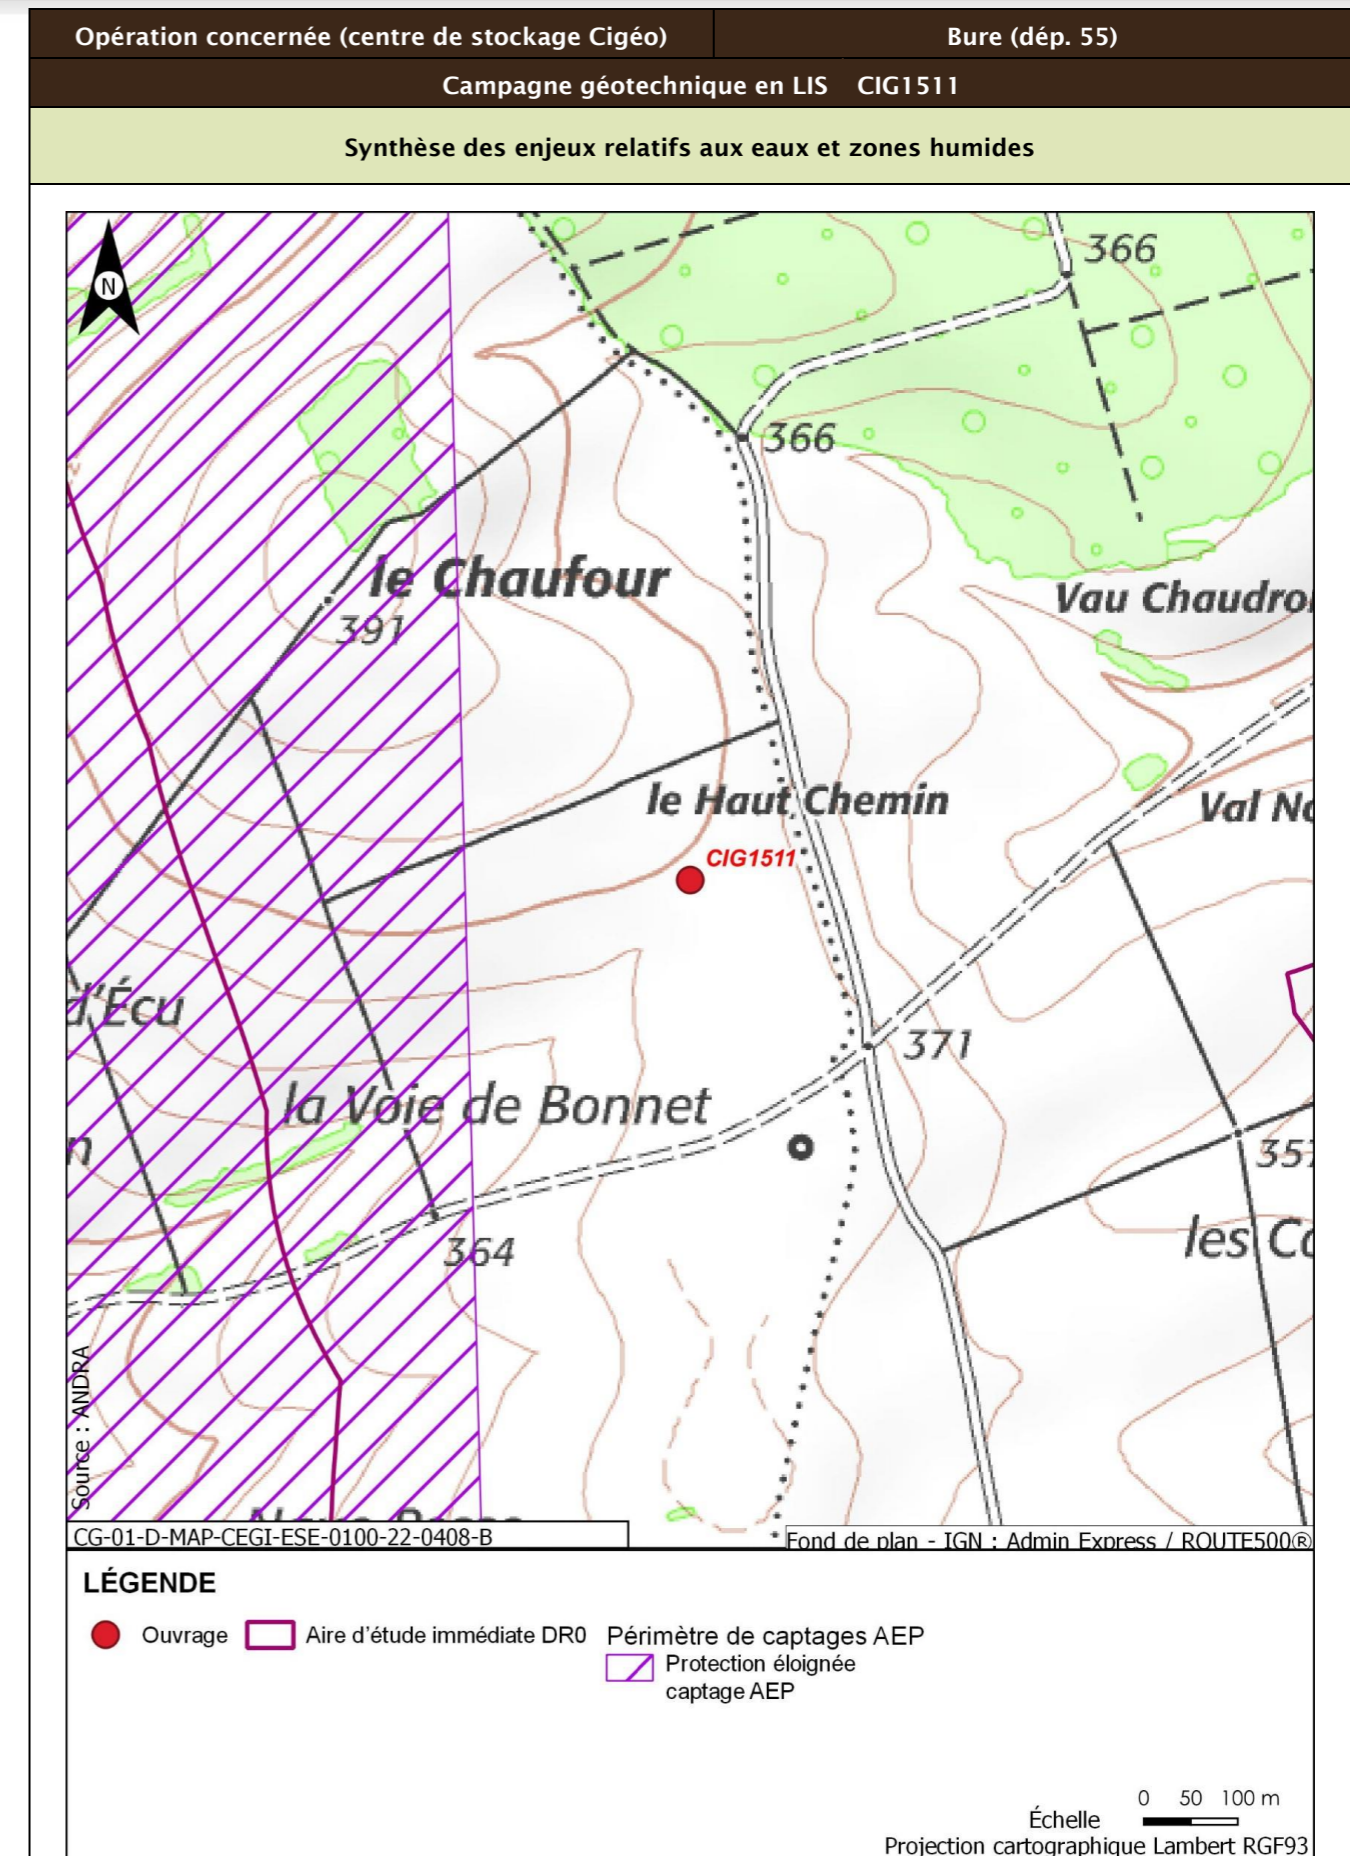 Opération concernée (centre de stockage Cigéo) Bure (dép. 55)
Campagne géotechnique en LIS CIG1511
Synthèse des enjeux relatifs aux eaux et zones humides
N
366
366
le Chaufour
391
Vau Chaudro
le Haut Chemin
Val No
CIG1511
d'Écu
371
la Voie de Bonnet
n
357
364
les Co
Source : ANDRA
CG-01-D-MAP-CEGI-ESE-0100-22-0408-B
Fond de plan - IGN : Admin Express / ROUTE500®
LÉGENDE
Ouvrage
Aire d'étude immédiate DR0
Périmètre de captages AEP
Protection éloignée
captage AEP
0 50 100 m
Échelle
Projection cartographique Lambert RGF93